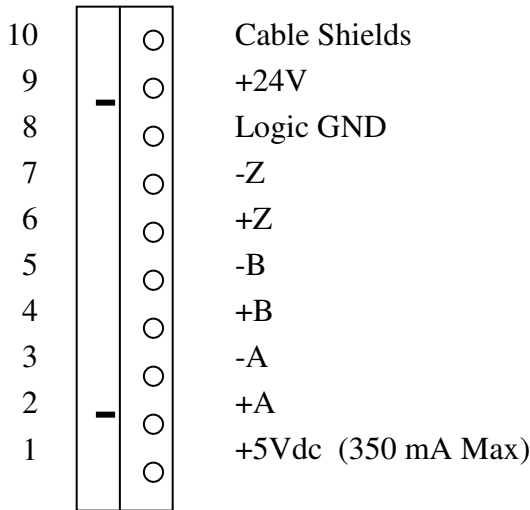 10 Cable Shields
9 +24V
8 Logic GND
7 -Z
6 +Z
5 -B
4 +B
3 -A
2 +A
1 +5Vdc (350 mA Max)